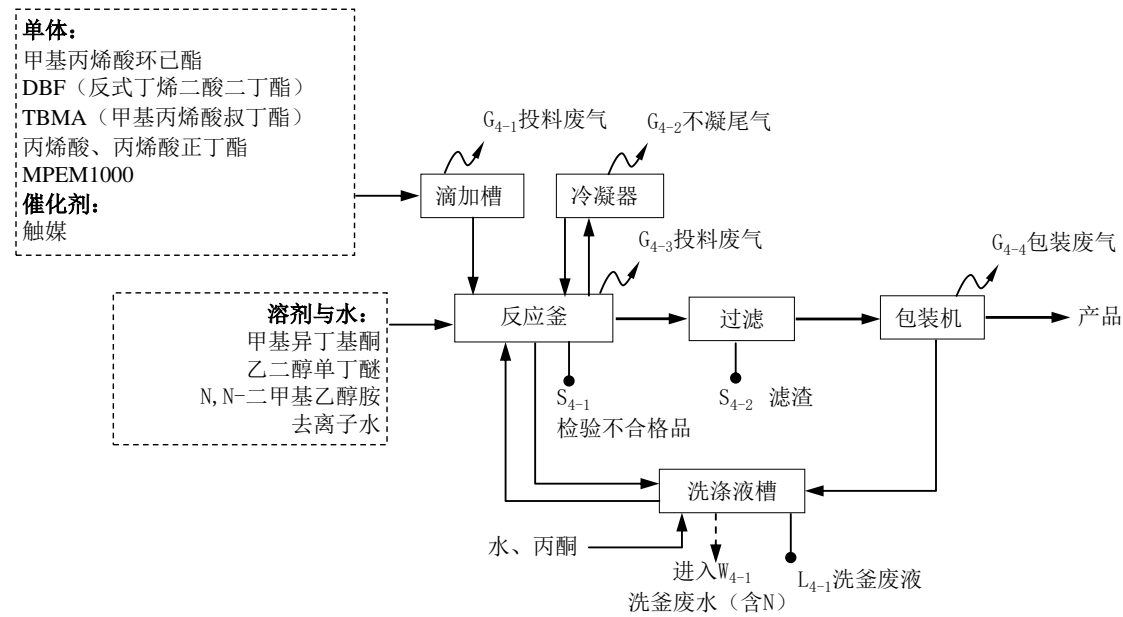 单体：
甲基丙烯酸环已酯
DBF（反式丁烯二酸二丁酯）
TBMA（甲基丙烯酸叔丁酯）
丙烯酸、丙烯酸正丁酯
MPEM1000
催化剂：
触媒
G4-1投料废气
G4-2不凝尾气
滴加槽
冷凝器
G4-3投料废气
G4-4包装废气
溶剂与水：
甲基异丁基酮
乙二醇单丁醚
N,N-二甲基乙醇胺
去离子水
反应釜
过滤
包装机
产品
S4-1
检验不合格品
S4-2 滤渣
洗涤液槽
水、丙酮
进入W4-1
洗釜废水（含N）
L4-1洗釜废液